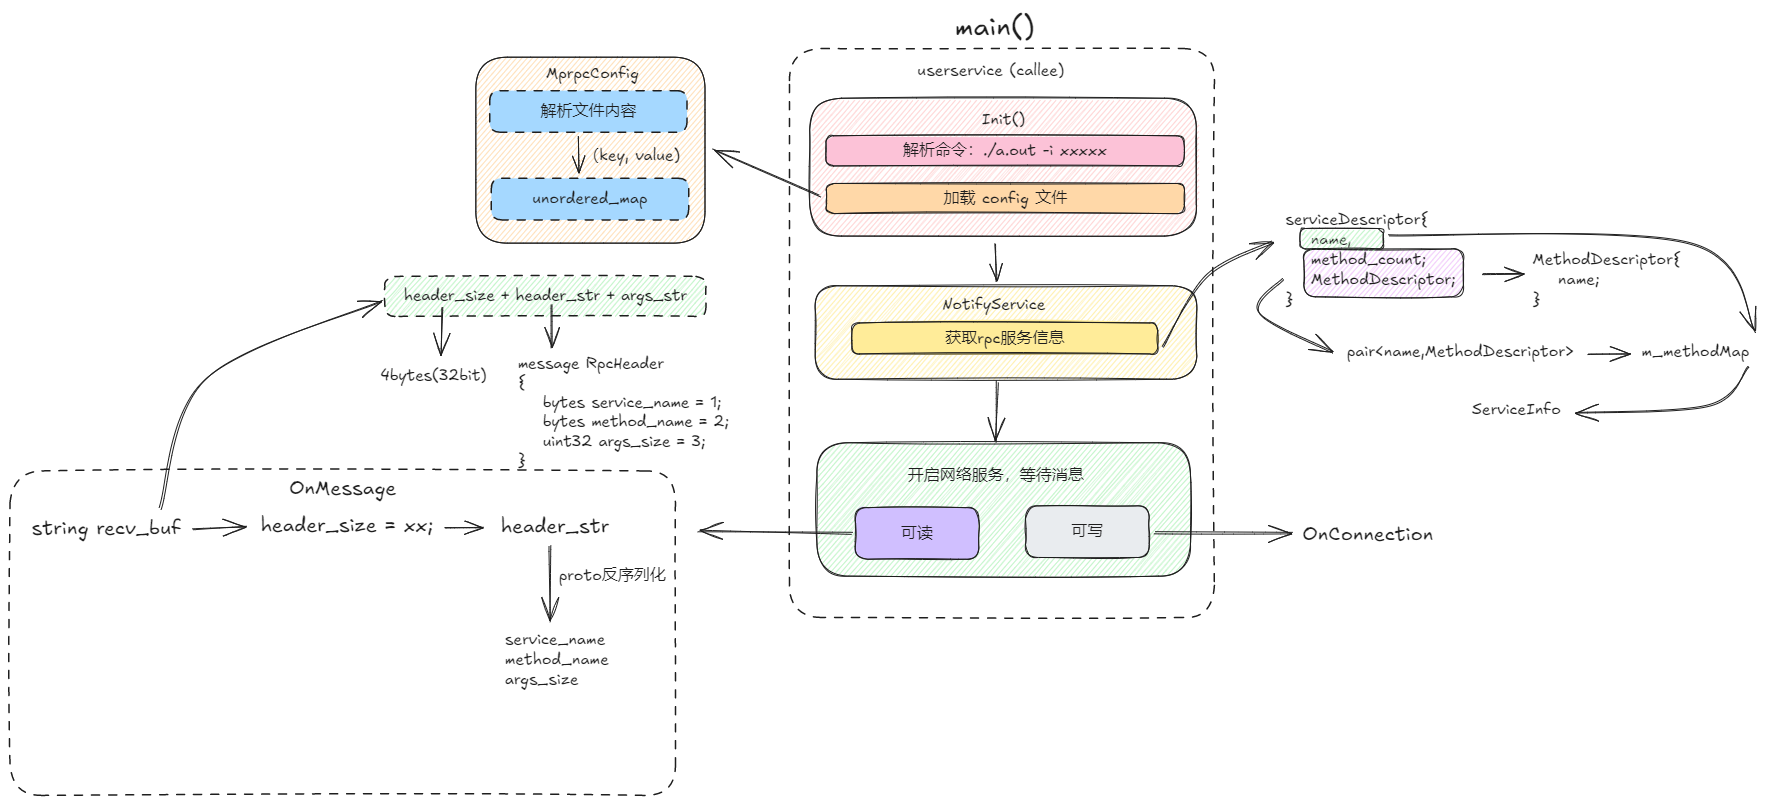 main()
userservice (callee)
Init()
解析命令：./a.out -i xxxxx
加载 config 文件
NotifyService
获取rpc服务信息
开启网络服务，等待消息
可读
可写
OnConnection
MprpcConfig
解析文件内容
(key, value)
unordered_map
serviceDescriptor{
name,
method_count;
MethodDescriptor;
}
MethodDescriptor{
name;
}
pair<name,MethodDescriptor>
m_methodMap
ServiceInfo
header_size + header_str + args_str
4bytes(32bit)
message RpcHeader
{
bytes service_name = 1;
bytes method_name = 2;
uint32 args_size = 3;
}
OnMessage
string recv_buf
header_size = xx;
header_str
proto反序列化
service_name
method_name
args_size